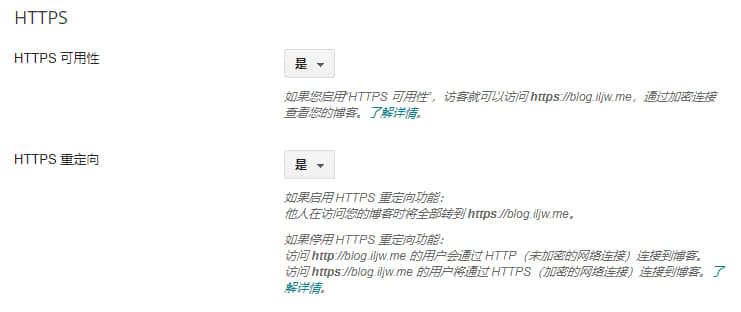 HTTPS
HTTPS 可用性
是
如果您启用“HTTPS 可用性”，访客就可以访问 https://blog.iljw.me，通过加密连接
查看您的博客。了解详情。
HTTPS 重定向
是
如果启用 HTTPS 重定向功能：
他人在访问您的博客时将全部转到 https://blog.iljw.me。
如果停用 HTTPS 重定向功能：
访问 http://blog.iljw.me 的用户会通过 HTTP（未加密的网络连接）连接到博客。
访问 https://blog.iljw.me 的用户将通过 HTTPS（加密的网络连接）连接到博客。了
解详情。